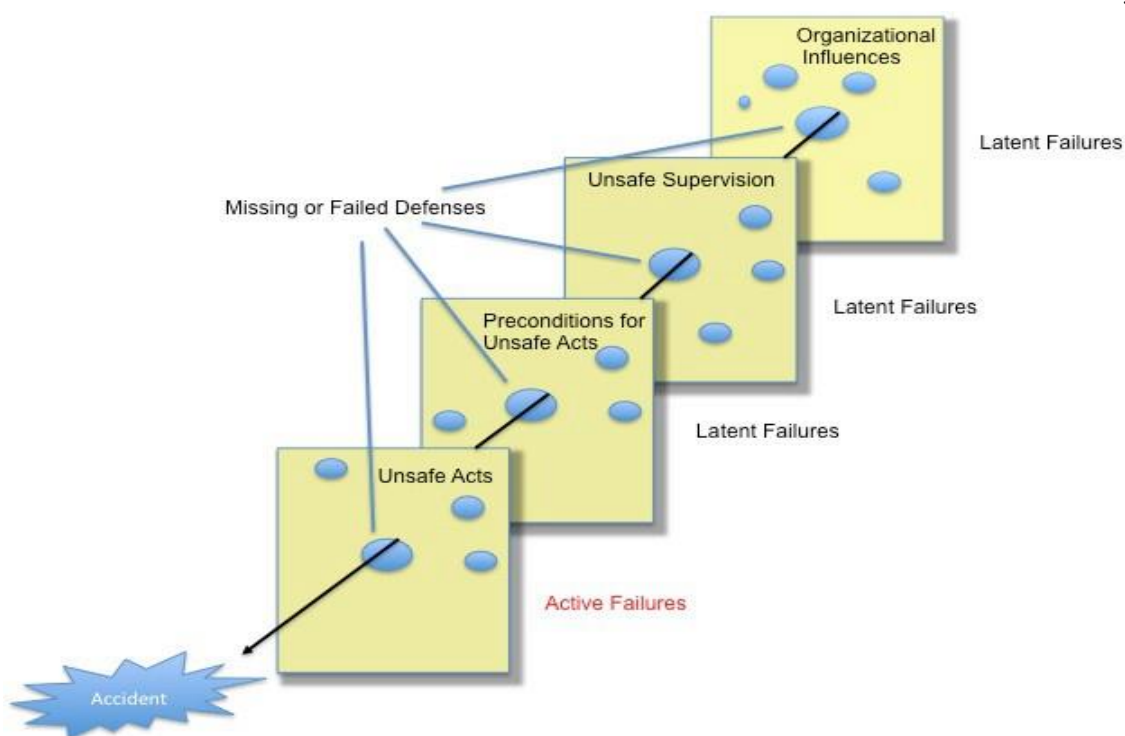 Organizational
Influences
Latent Failures
Unsafe Supervision
Missing or Failed Defenses
Latent Failures
Preconditions for
Unsafe Acts
Latent Failures
Unsafe Acts
Active Failures
Accident